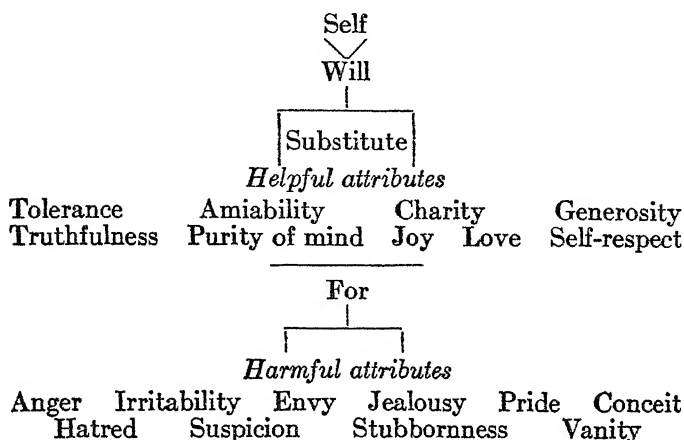 Self
Will
Substitute
Helpful attributes
Tolerance Amiability Charity Generosity
Truthfulness Purity of mind Joy Love Self-respect
For
Harmful attributes
Anger Irritability Envy Jealousy Pride Conceit
Hatred Suspicion Stubbornness Vanity